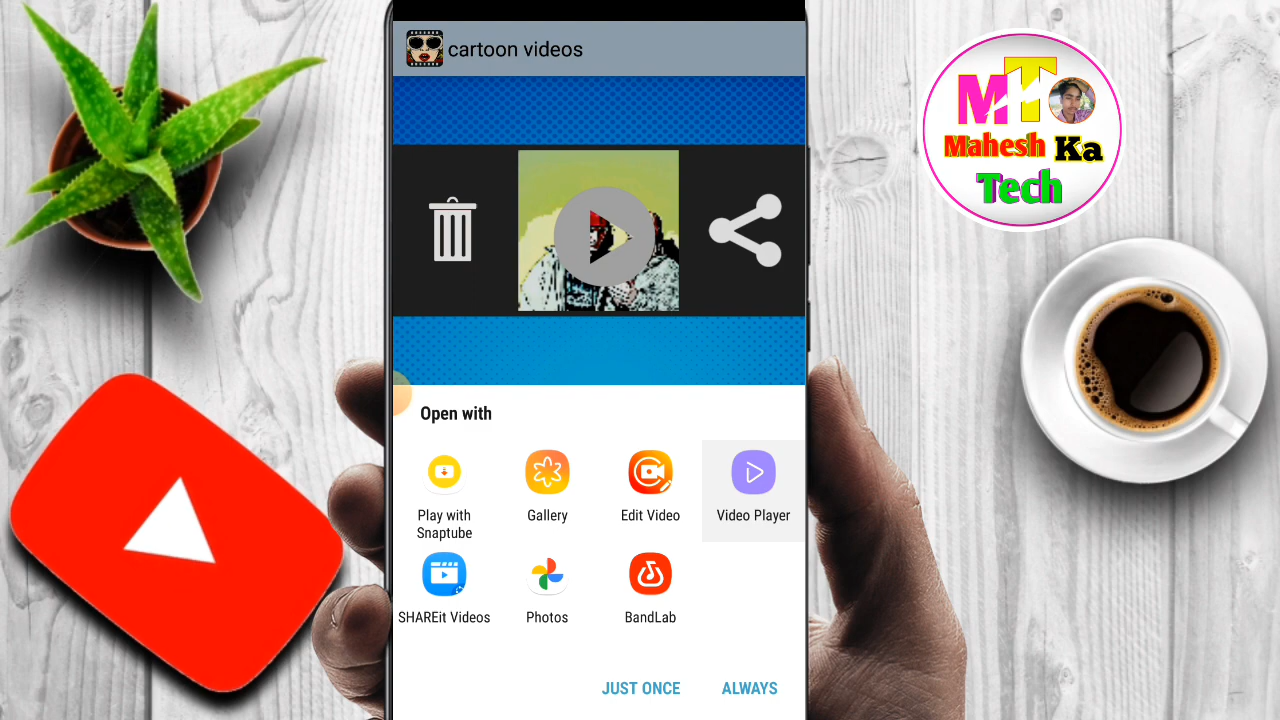 cartoon videos
MT
Mahesh Ka
Tech
Open with
Play with
Snaptube
Gallery
Edit Video
Video Player
SHAREit Videos
Photos
BandLab
JUST ONCE
ALWAYS